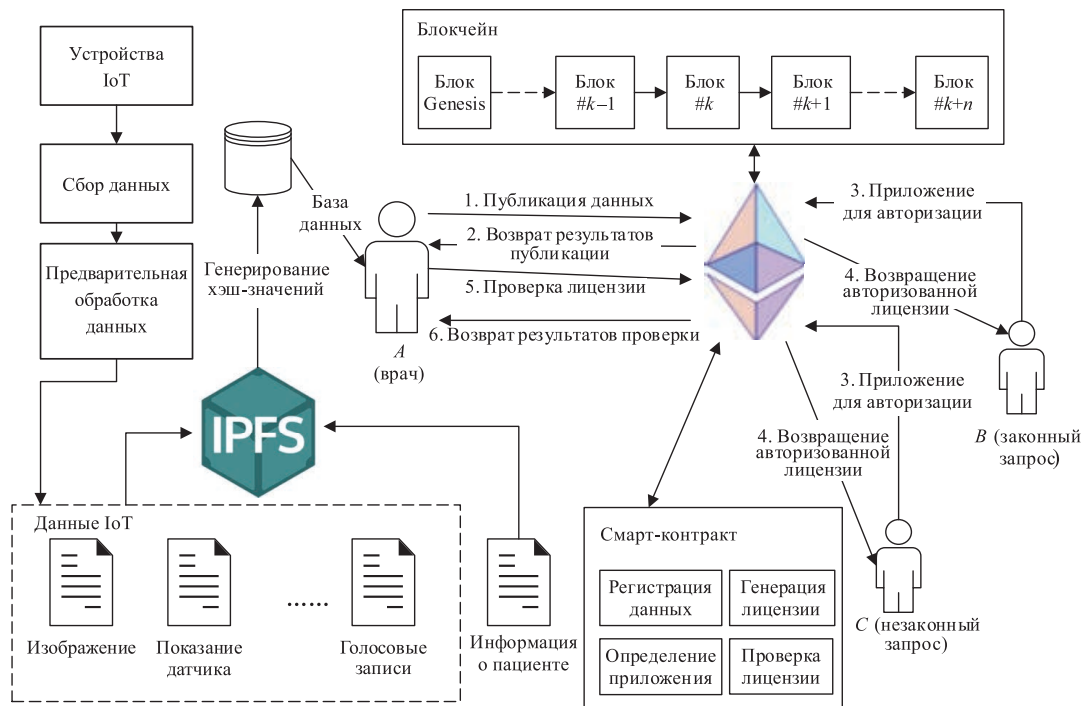 Устройства
IoT
Сбор данных
Предварительная
обработка
данных
Генерирование
хэш-значений
База
данных
Блокчейн
Блок
Genesis
Блок
#k–1
Блок
#k
Блок
#k+1
Блок
#k+n
1. Публикация данных
2. Возврат результатов
публикации
5. Проверка лицензии
6. Возврат результатов проверки
A
(врач)
3. Приложение
для авторизации
4. Возвращение
авторизованной
лицензии
B (законный
запрос)
3. Приложение
для авторизации
4. Возвращение
авторизованной
лицензии
C (незаконный
запрос)
IPFS
Данные IoT
Изображение
Показание
датчика
......
Голосовые
записи
Информация
о пациенте
Смарт-контракт
Регистрация
данных
Генерация
лицензии
Определение
приложения
Проверка
лицензии